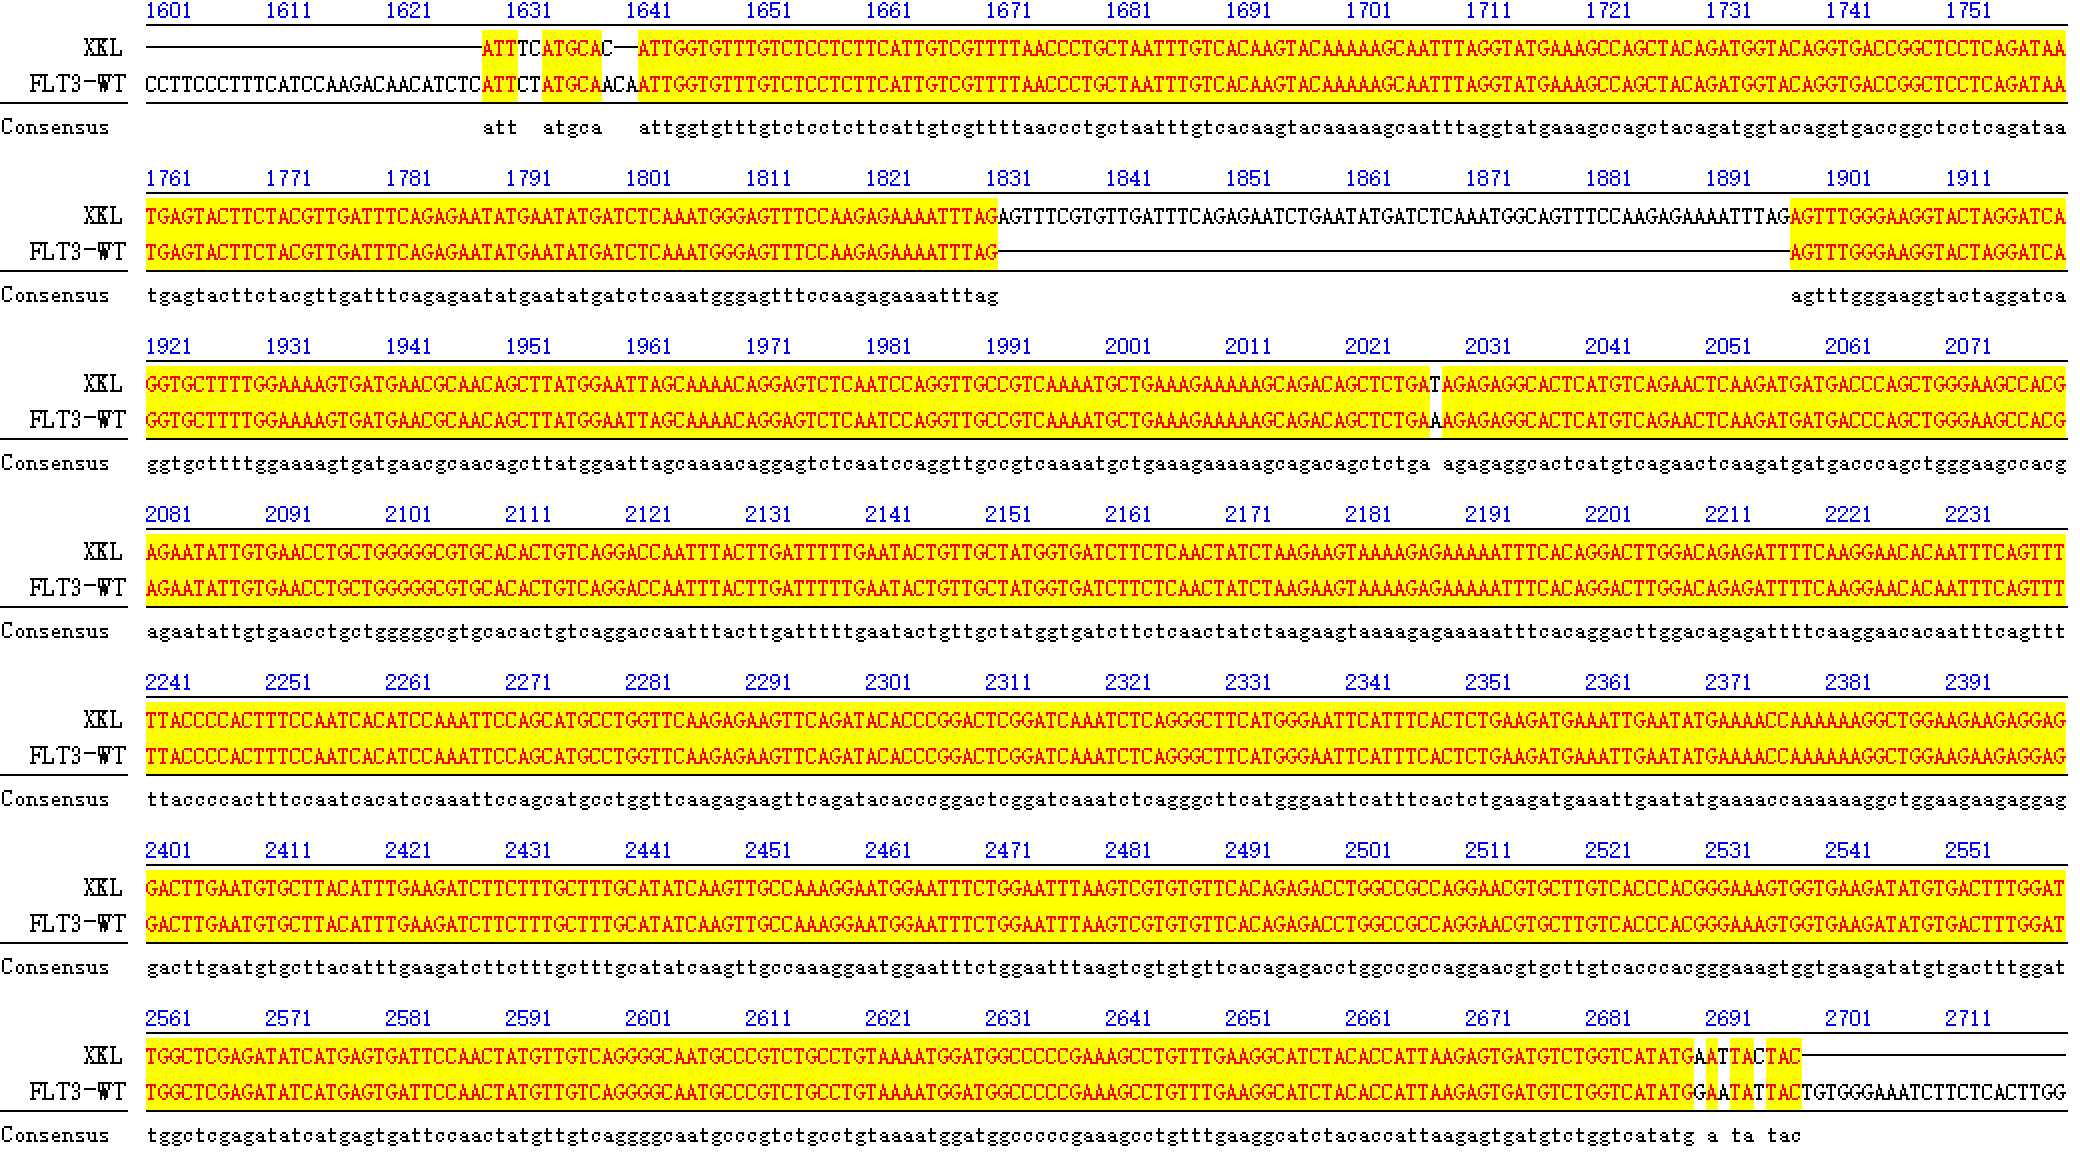 1601 1611 1621 1631 1641 1651 1661 1671 1681 1691 1701 1711 1721 1731 1741 1751
XKL ATTTCATGCAC ATTGGTGTTTGTCTCCTCTTCATTGTCGTTTTAACCCTGCTAATTTGTCACAAGTACAAAAAGCAATTTAGGTATGAAAGCCAGCTACAGATGGTACAGGTGACCGGCTCCTCAGATAA
FLT3-WT CCTTCCCTTTCATCCAAGACAACATCTCATTCTATGCAACAATTGGTGTTTGTCTCCTCTTCATTGTCGTTTTAACCCTGCTAATTTGTCACAAGTACAAAAAGCAATTTAGGTATGAAAGCCAGCTACAGATGGTACAGGTGACCGGCTCCTCAGATAA
Consensus att atgca attggtgtttgtctcctcttcattgtcgttttaaccctgctaatttgtcacaagtacaaaaagcaatttaggtatgaaagccagctacagatggtacaggtgaccggctcctcagataa
1761 1771 1781 1791 1801 1811 1821 1831 1841 1851 1861 1871 1881 1891 1901 1911
XKL TGAGTACTTCTACGTTGATTTCAGAGAATATGAATATGATCTCAAATGGGAGTTTCCAAGAGAAAATTTAGAGTTTCGTGTTGATTTCAGAGAATCTGAATATGATCTCAAATGGCAGTTTCCAAGAGAAAATTTAGAGTTTGGGAAGGTACTAGGATCA
FLT3-WT TGAGTACTTCTACGTTGATTTCAGAGAATATGAATATGATCTCAAATGGGAGTTTCCAAGAGAAAATTTAG AGTTTGGGAAGGTACTAGGATCA
Consensus tgagtacttctacgttgatttcagagaatatgaatatgatctcaaatgggagtttccaagagaaaatttag agtttgggaaggtactaggatca
1921 1931 1941 1951 1961 1971 1981 1991 2001 2011 2021 2031 2041 2051 2061 2071
XKL GGTGCTTTTGGAAAAGTGATGAACGCAACAGCTTATGGAATTAGCAAAACAGGAGTCTCAATCCAGGTTGCCGTCAAAATGCTGAAAGAAAAAGCAGACAGCTCTGATAGAGAGGCACTCATGTCAGAACTCAAGATGATGACCCAGCTGGGAAGCCACG
FLT3-WT GGTGCTTTTGGAAAAGTGATGAACGCAACAGCTTATGGAATTAGCAAAACAGGAGTCTCAATCCAGGTTGCCGTCAAAATGCTGAAAGAAAAAGCAGACAGCTCTGAAAGAGAGGCACTCATGTCAGAACTCAAGATGATGACCCAGCTGGGAAGCCACG
Consensus ggtgcttttggaaaagtgatgaacgcaacagcttatggaattagcaaaacaggagtctcaatccaggttgccgtcaaaatgctgaaagaaaaagcagacagctctga agagaggcactcatgtcagaactcaagatgatgacccagctgggaagccacg
2081 2091 2101 2111 2121 2131 2141 2151 2161 2171 2181 2191 2201 2211 2221 2231
XKL AGAATATTGTGAACCTGCTGGGGGCGTGCACACTGTCAGGACCAATTTACTTGATTTTTGAATACTGTTGCTATGGTGATCTTCTCAACTATCTAAGAAGTAAAAGAGAAAAATTTCACAGGACTTGGACAGAGATTTTCAAGGAACACAATTTCAGTTT
FLT3-WT AGAATATTGTGAACCTGCTGGGGGCGTGCACACTGTCAGGACCAATTTACTTGATTTTTGAATACTGTTGCTATGGTGATCTTCTCAACTATCTAAGAAGTAAAAGAGAAAAATTTCACAGGACTTGGACAGAGATTTTCAAGGAACACAATTTCAGTTT
Consensus agaatattgtgaacctgctgggggcgtgcacactgtcaggaccaatttacttgatttttgaatactgttgctatggtgatcttctcaactatctaagaagtaaaagagaaaaatttcacaggacttggacagagattttcaaggaacacaatttcagttt
2241 2251 2261 2271 2281 2291 2301 2311 2321 2331 2341 2351 2361 2371 2381 2391
XKL TTACCCCACTTTCCAATCACATCCAAATTCCAGCATGCCTGGTTCAAGAGAAGTTCAGATACACCCGGACTCGGATCAAATCTCAGGGCTTCATGGGAATTCATTTCACTCTGAAGATGAAATTGAATATGAAAACCAAAAAAGGCTGGAAGAAGAGGAG
FLT3-WT TTACCCCACTTTCCAATCACATCCAAATTCCAGCATGCCTGGTTCAAGAGAAGTTCAGATACACCCGGACTCGGATCAAATCTCAGGGCTTCATGGGAATTCATTTCACTCTGAAGATGAAATTGAATATGAAAACCAAAAAAGGCTGGAAGAAGAGGAG
Consensus ttaccccactttccaatcacatccaaattccagcatgcctggttcaagagaagttcagatacacccggactcggatcaaatctcagggcttcatgggaattcatttcactctgaagatgaaattgaatatgaaaaccaaaaaaggctggaagaagaggag
2401 2411 2421 2431 2441 2451 2461 2471 2481 2491 2501 2511 2521 2531 2541 2551
XKL GACTTGAATGTGCTTACATTTGAAGATCTTCTTTGCTTTGCATATCAAGTTGCCAAAGGAATGGAATTTCTGGAATTTAAGTCGTGTGTTCACAGAGACCTGGCCGCCAGGAACGTGCTTGTCACCCACGGGAAAGTGGTGAAGATATGTGACTTTGGAT
FLT3-WT GACTTGAATGTGCTTACATTTGAAGATCTTCTTTGCTTTGCATATCAAGTTGCCAAAGGAATGGAATTTCTGGAATTTAAGTCGTGTGTTCACAGAGACCTGGCCGCCAGGAACGTGCTTGTCACCCACGGGAAAGTGGTGAAGATATGTGACTTTGGAT
Consensus gacttgaatgtgcttacatttgaagatcttctttgctttgcatatcaagttgccaaaggaatggaatttctggaatttaagtcgtgtgttcacagagacctggccgccaggaacgtgcttgtcacccacgggaaagtggtgaagatatgtgactttggat
2561 2571 2581 2591 2601 2611 2621 2631 2641 2651 2661 2671 2681 2691 2701 2711
XKL TGGCTCGAGATATCATGAGTGATTCCAACTATGTTGTCAGGGGCAATGCCCGTCTGCCTGTAAAATGGATGGCCCCCGAAAGCCTGTTTGAAGGCATCTACACCATTAAGAGTGATGTCTGGTCATATGAATTACTAC
FLT3-WT TGGCTCGAGATATCATGAGTGATTCCAACTATGTTGTCAGGGGCAATGCCCGTCTGCCTGTAAAATGGATGGCCCCCGAAAGCCTGTTTGAAGGCATCTACACCATTAAGAGTGATGTCTGGTCATATGGAATATTACTGTGGGAAATCTTCTCACTTGG
Consensus tggctcgagatatcatgagtgattccaactatgttgtcaggggcaatgcccgtctgcctgtaaaatggatggcccccgaaagcctgtttgaaggcatctacaccattaagagtgatgtctggtcatatg a ta tac